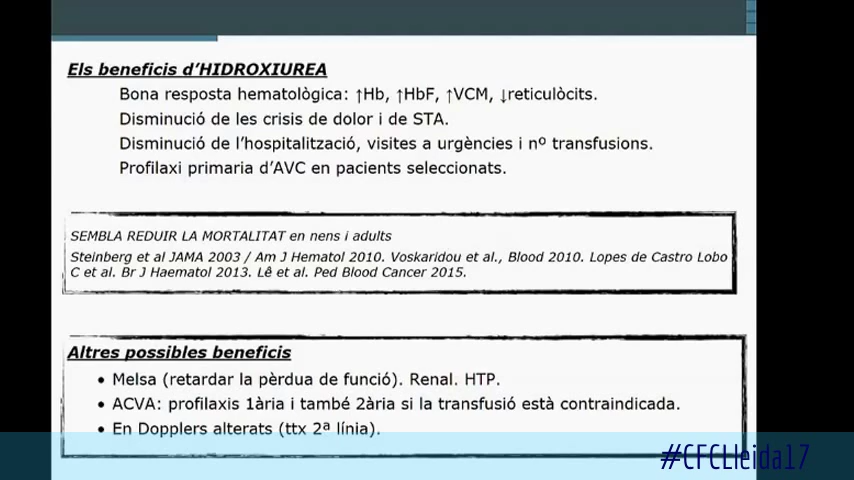 Els beneficis d'HIDROXIUREA
Bona resposta hematològica: ↑Hb, ↑HbF, ↑VCM, ↓reticulòcits.
Disminució de les crisis de dolor i de STA.
Disminució de l'hospitalització, visites a urgències i nº transfusions.
Profilaxi primaria d'AVC en pacients seleccionats.
SEMBLA REDUIR LA MORTALITAT en nens i adults
Steinberg et al JAMA 2003 / Am J Hematol 2010. Voskaridou et al., Blood 2010. Lopes de Castro Lobo
C et al. Br J Haematol 2013. Lê et al. Ped Blood Cancer 2015.
Altres possibles beneficis
• Melsa (retardar la pèrdua de funció). Renal. HTP.
• ACVA: profilaxis 1ària i també 2ària si la transfusió està contraindicada.
• En Dopplers alterats (ttx 2ª línia).
#CFCLleida17